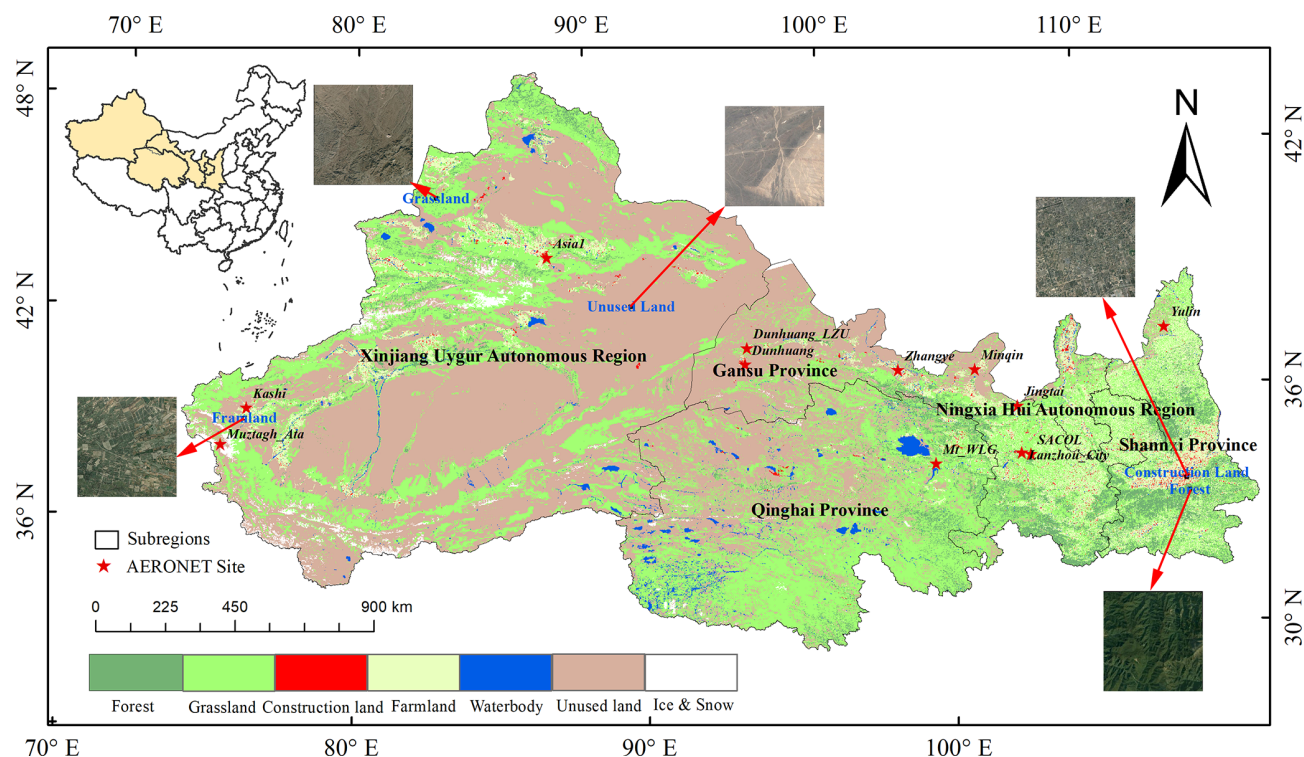 70° E 80° E 90° E 100° E 110° E
48° N
42° N
N
Grassland
Asia1
42° N
Unused Land
Yulin
Dunhuang_LZU
Dunhuang
Xinjiang Uygur Autonomous Region
Zhangye
Minqin
Gansu Province
36° N
Kashi
Jingtai
Framland
Ningxia Hui Autonomous Region
Muztagh_Ata
SACOL
Shannxi Province
Mt_WLG
Lanzhou_City
Construction Land
Forest
36° N
Qinghai Province
Subregions
AERONET Site
0 225 450 900 km
30° N
Forest Grassland Construction land Farmland Waterbody Unused land Ice & Snow
70° E 80° E 90° E 100° E